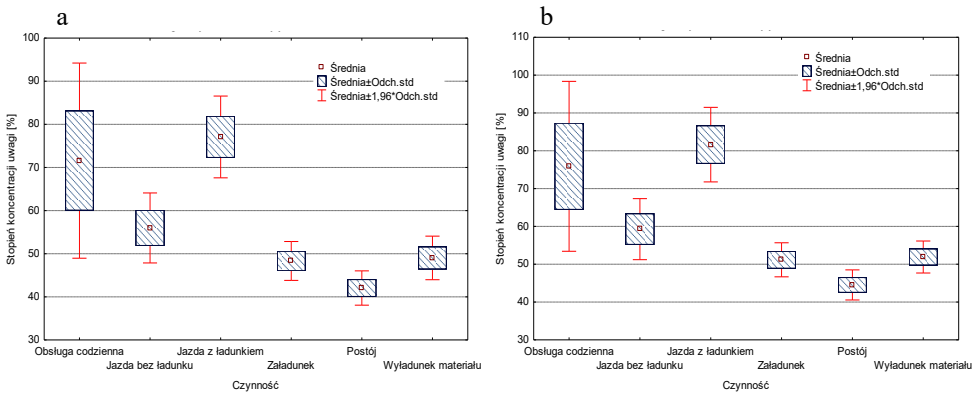 a
Stopień koncentracji uwagi [%]
100
90
80
70
60
50
40
30
Średnia
Średnia±Odch.std
Średnia±1,96*Odch.std
Obsługa codzienna
Jazda bez ładunku
Jazda z ładunkiem
Załadunek
Postój
Wyładunek materiału
Czynność
b
Stopień koncentracji uwagi [%]
110
100
90
80
70
60
50
40
30
Średnia
Średnia±Odch.std
Średnia±1,96*Odch.std
Obsługa codzienna
Jazda bez ładunku
Jazda z ładunkiem
Załadunek
Postój
Wyładunek materiału
Czynność